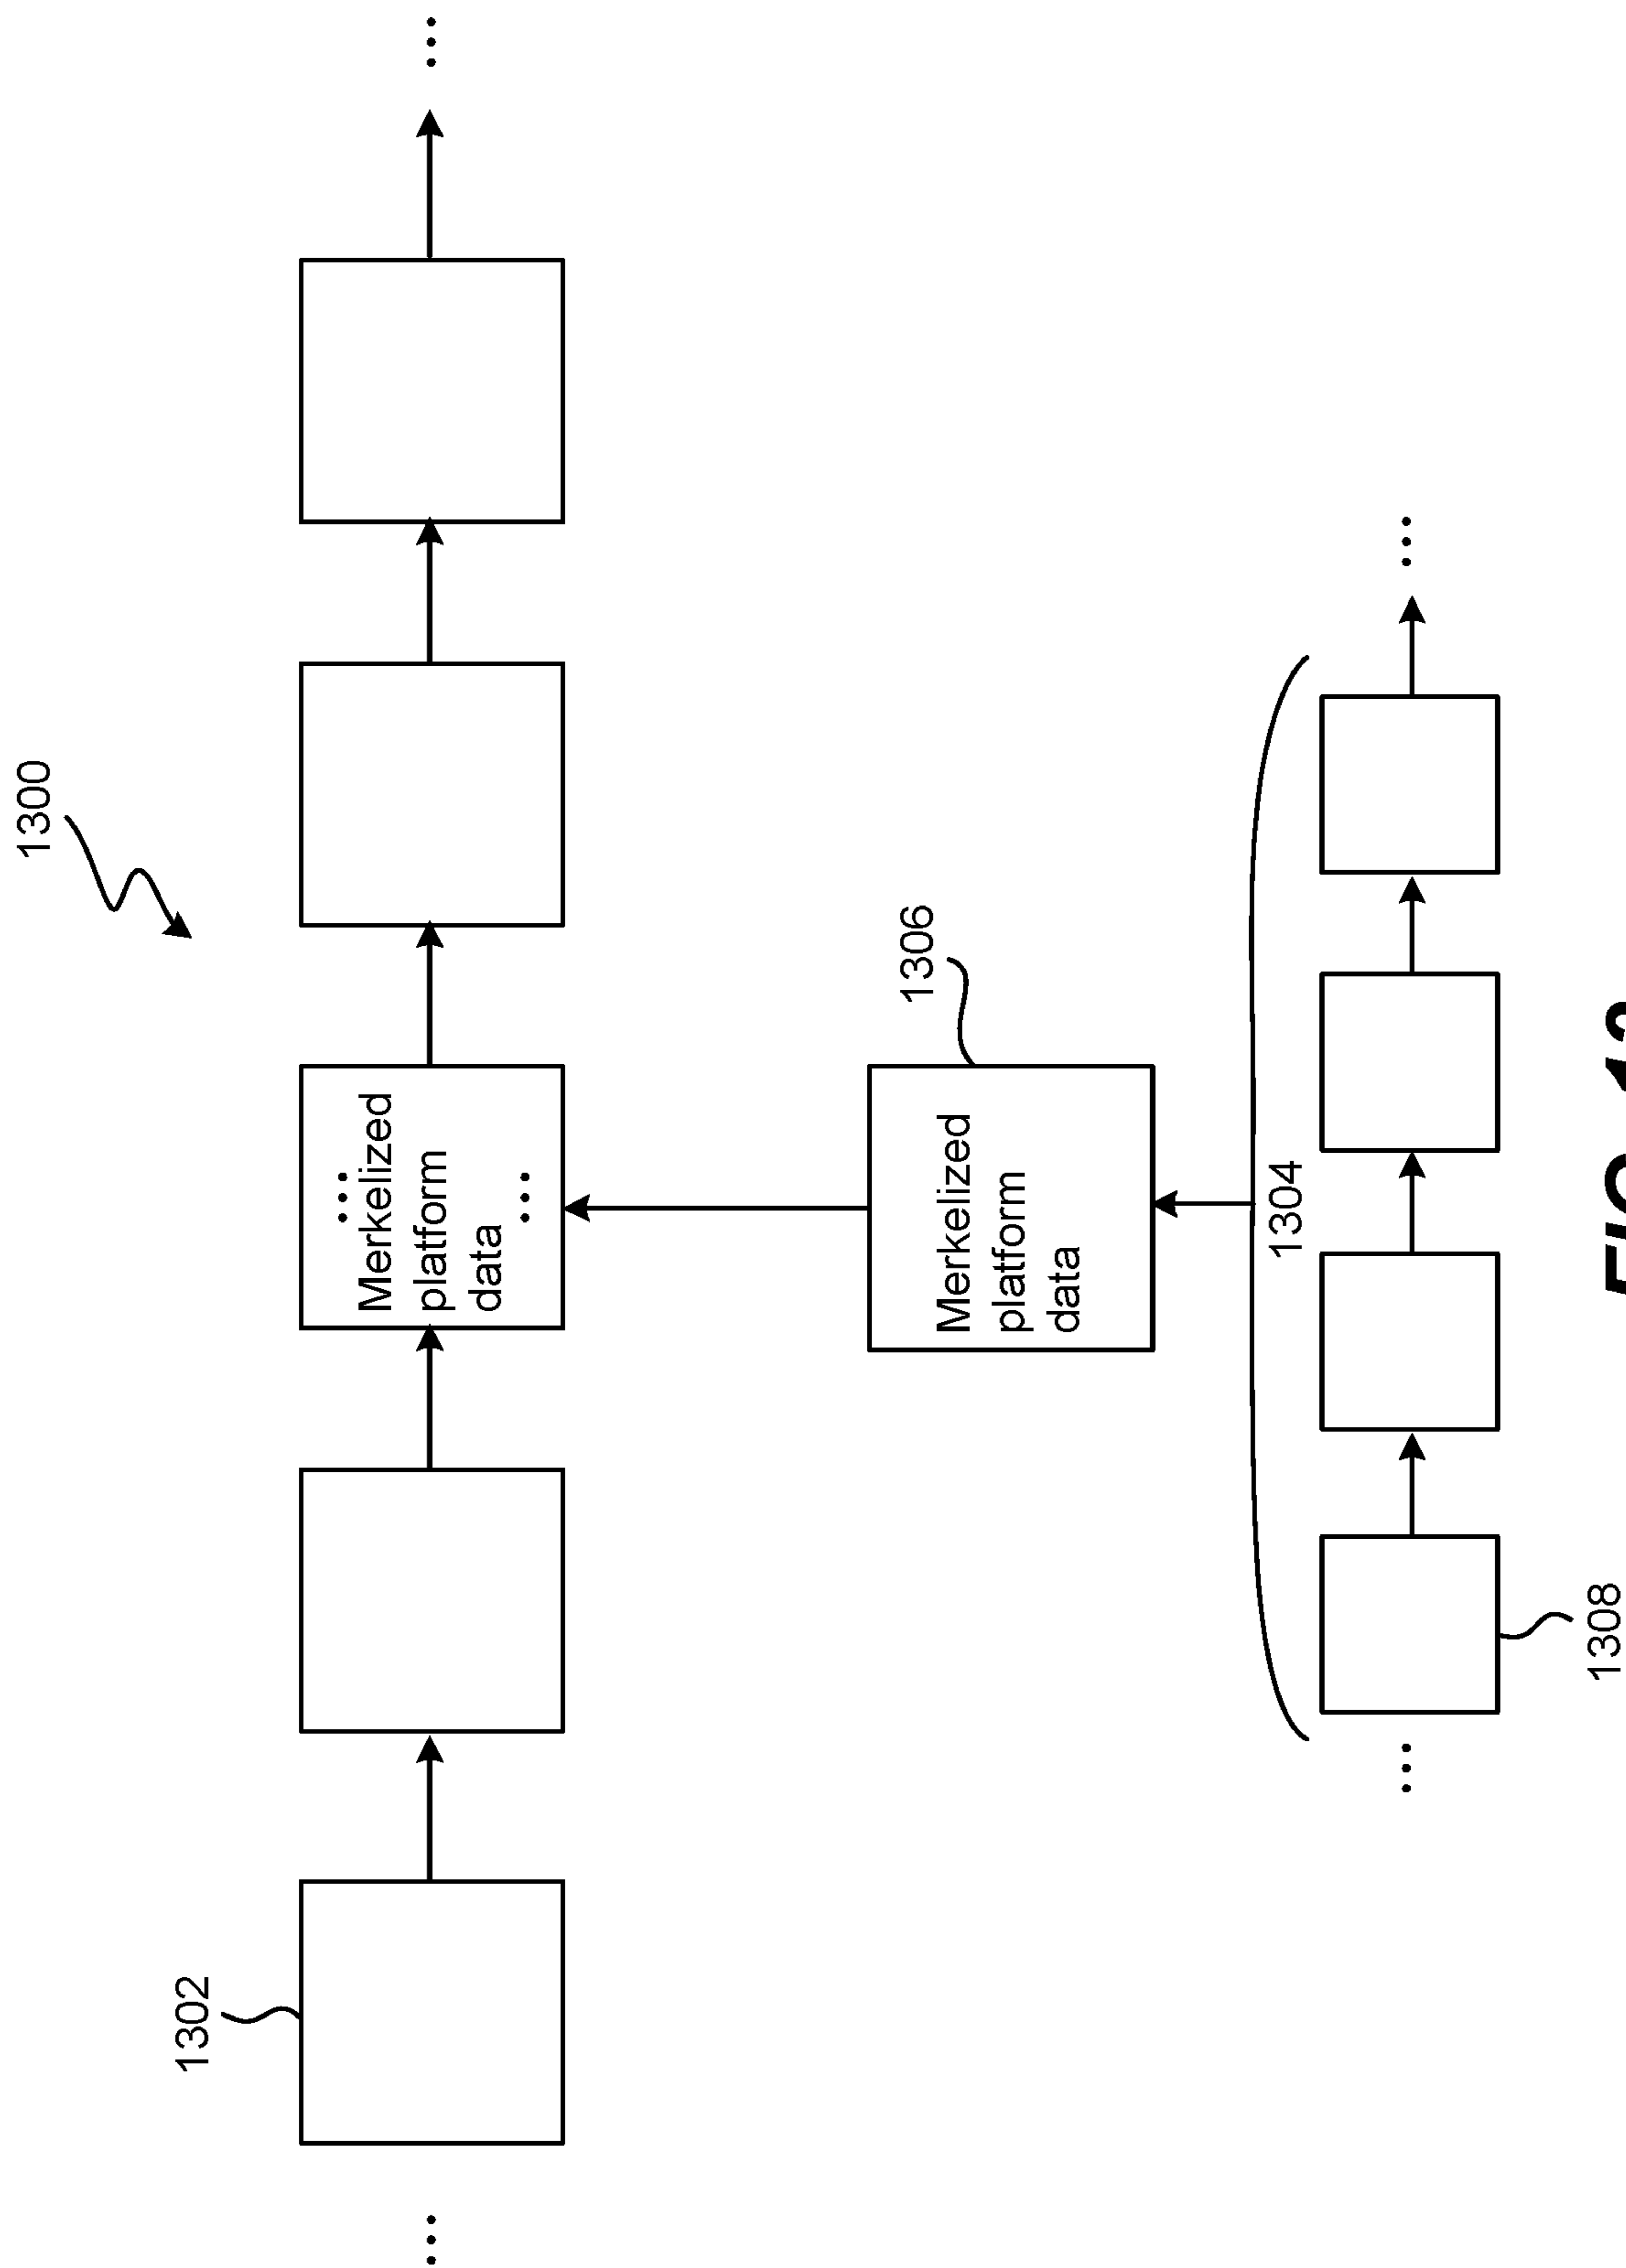 1300
1302
...
Merkelized
platform
data
...
1306
Merkelized
platform
data
1304
1308